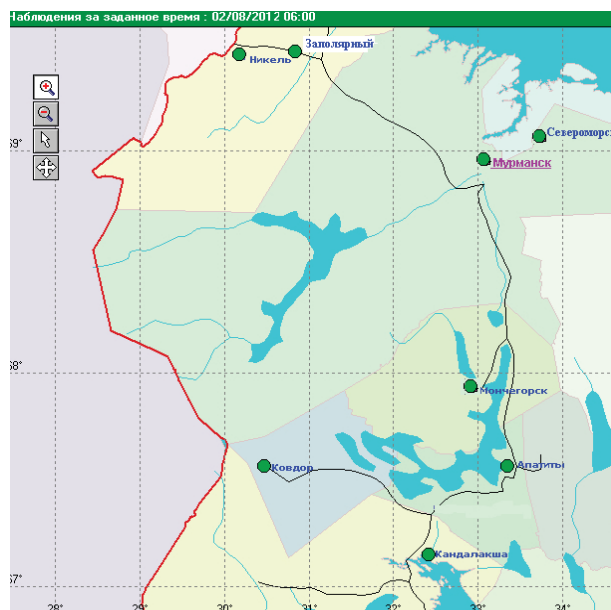 Наблюдения за заданное время : 02/08/2012 06:00
Заполярный
Никель
Североморск
69°
Мурманск
68°
Мончегорск
Ковдор
Апатиты
Кандалакша
67°
28° 29° 30° 31° 32° 33° 34°